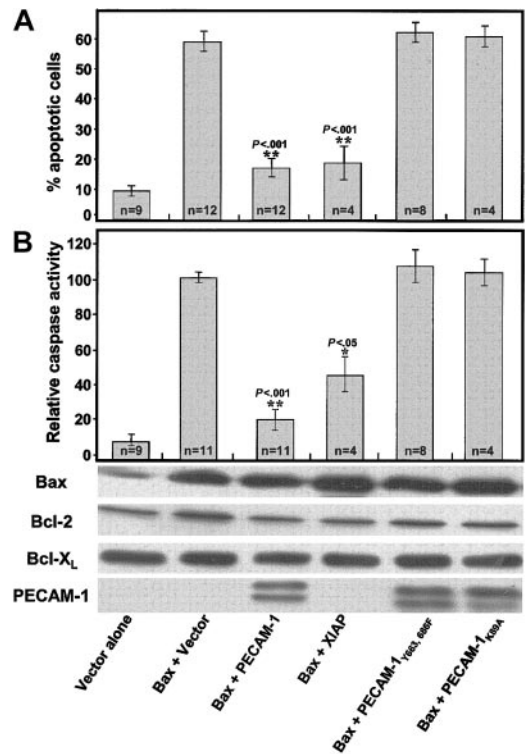 A
% apoptotic cells
60
50
40
30
20
10
0
P<.001
**
P<.001
**
n=9
n=12
n=12
n=4
n=8
n=4
B
Relative caspase activity
120
100
80
60
40
20
0
P<.001
**
P<.05
*
n=9
n=11
n=11
n=4
n=8
n=4
Bax
Bcl-2
Bcl-XL
PECAM-1
Vector alone
Bax + Vector
Bax + PECAM-1
Bax + XIAP
Bax + PECAM-1Y663, 686F
Bax + PECAM-1K89A